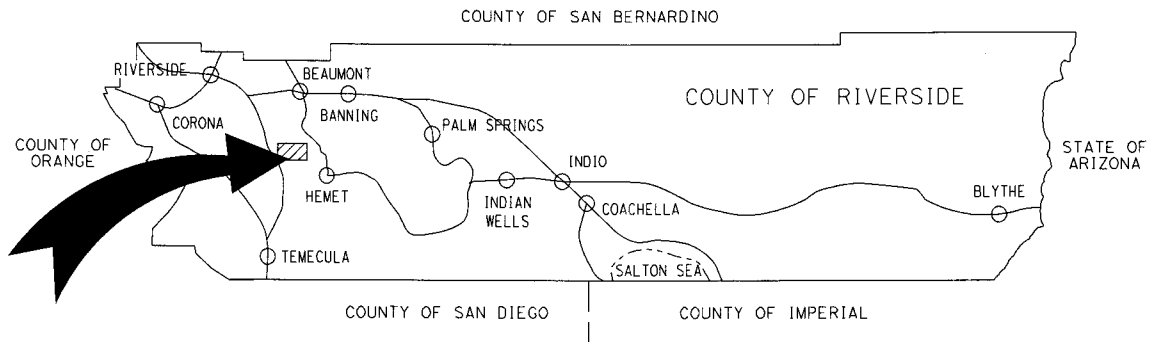 COUNTY OF SAN BERNARDINO
RIVERSIDE
BEAUMONT
COUNTY OF RIVERSIDE
CORONA
BANNING
PALM SPRINGS
COUNTY OF
ORANGE
STATE OF
ARIZONA
INDIO
HEMET
INDIAN
WELLS
COACHELLA
BLYTHE
TEMECULA
SALTON SEA
COUNTY OF SAN DIEGO
COUNTY OF IMPERIAL